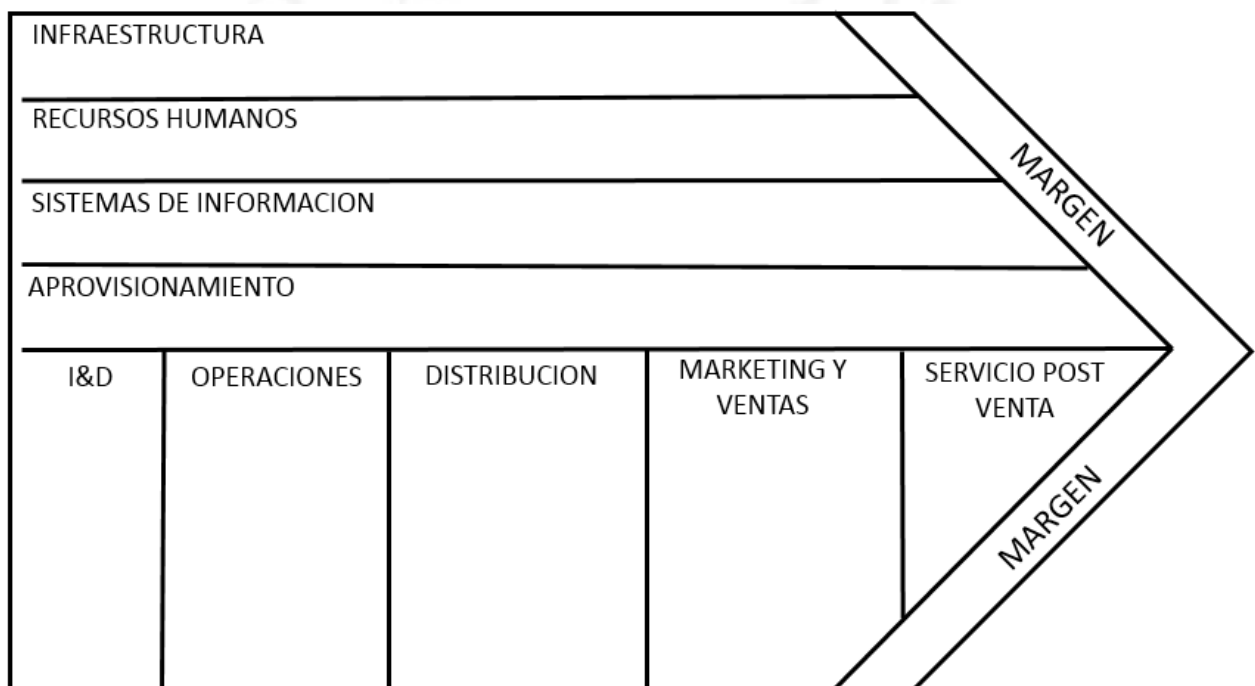 INFRAESTRUCTURA
RECURSOS HUMANOS
SISTEMAS DE INFORMACION
APROVISIONAMIENTO
MARGEN
I&D
OPERACIONES
DISTRIBUCION
MARKETING Y
VENTAS
SERVICIO POST
VENTA
MARGEN